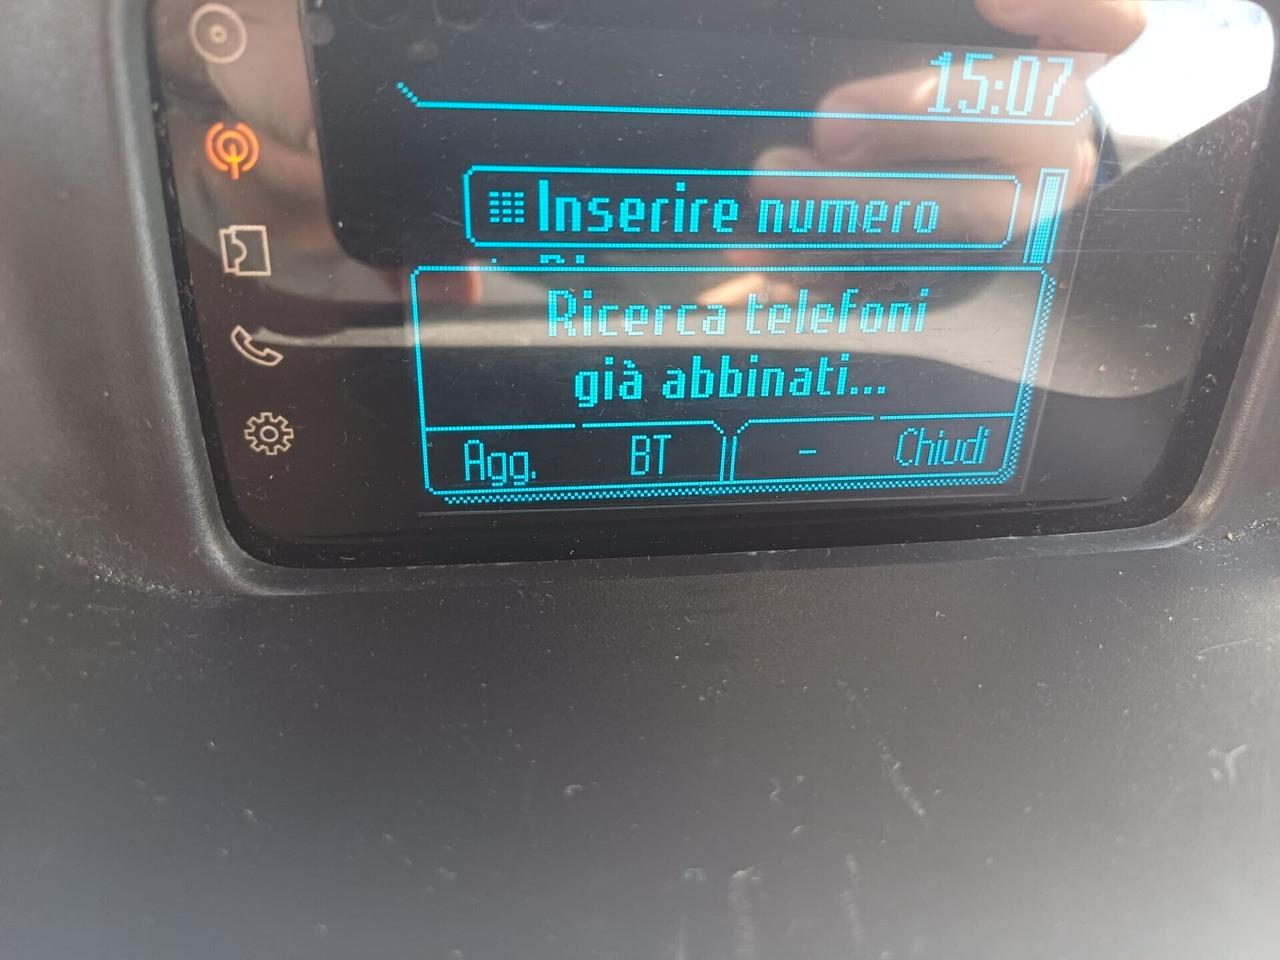 15:07
Inserire numero
Ricerca telefoni
già abbinati...
Agg. BT - Chiudi